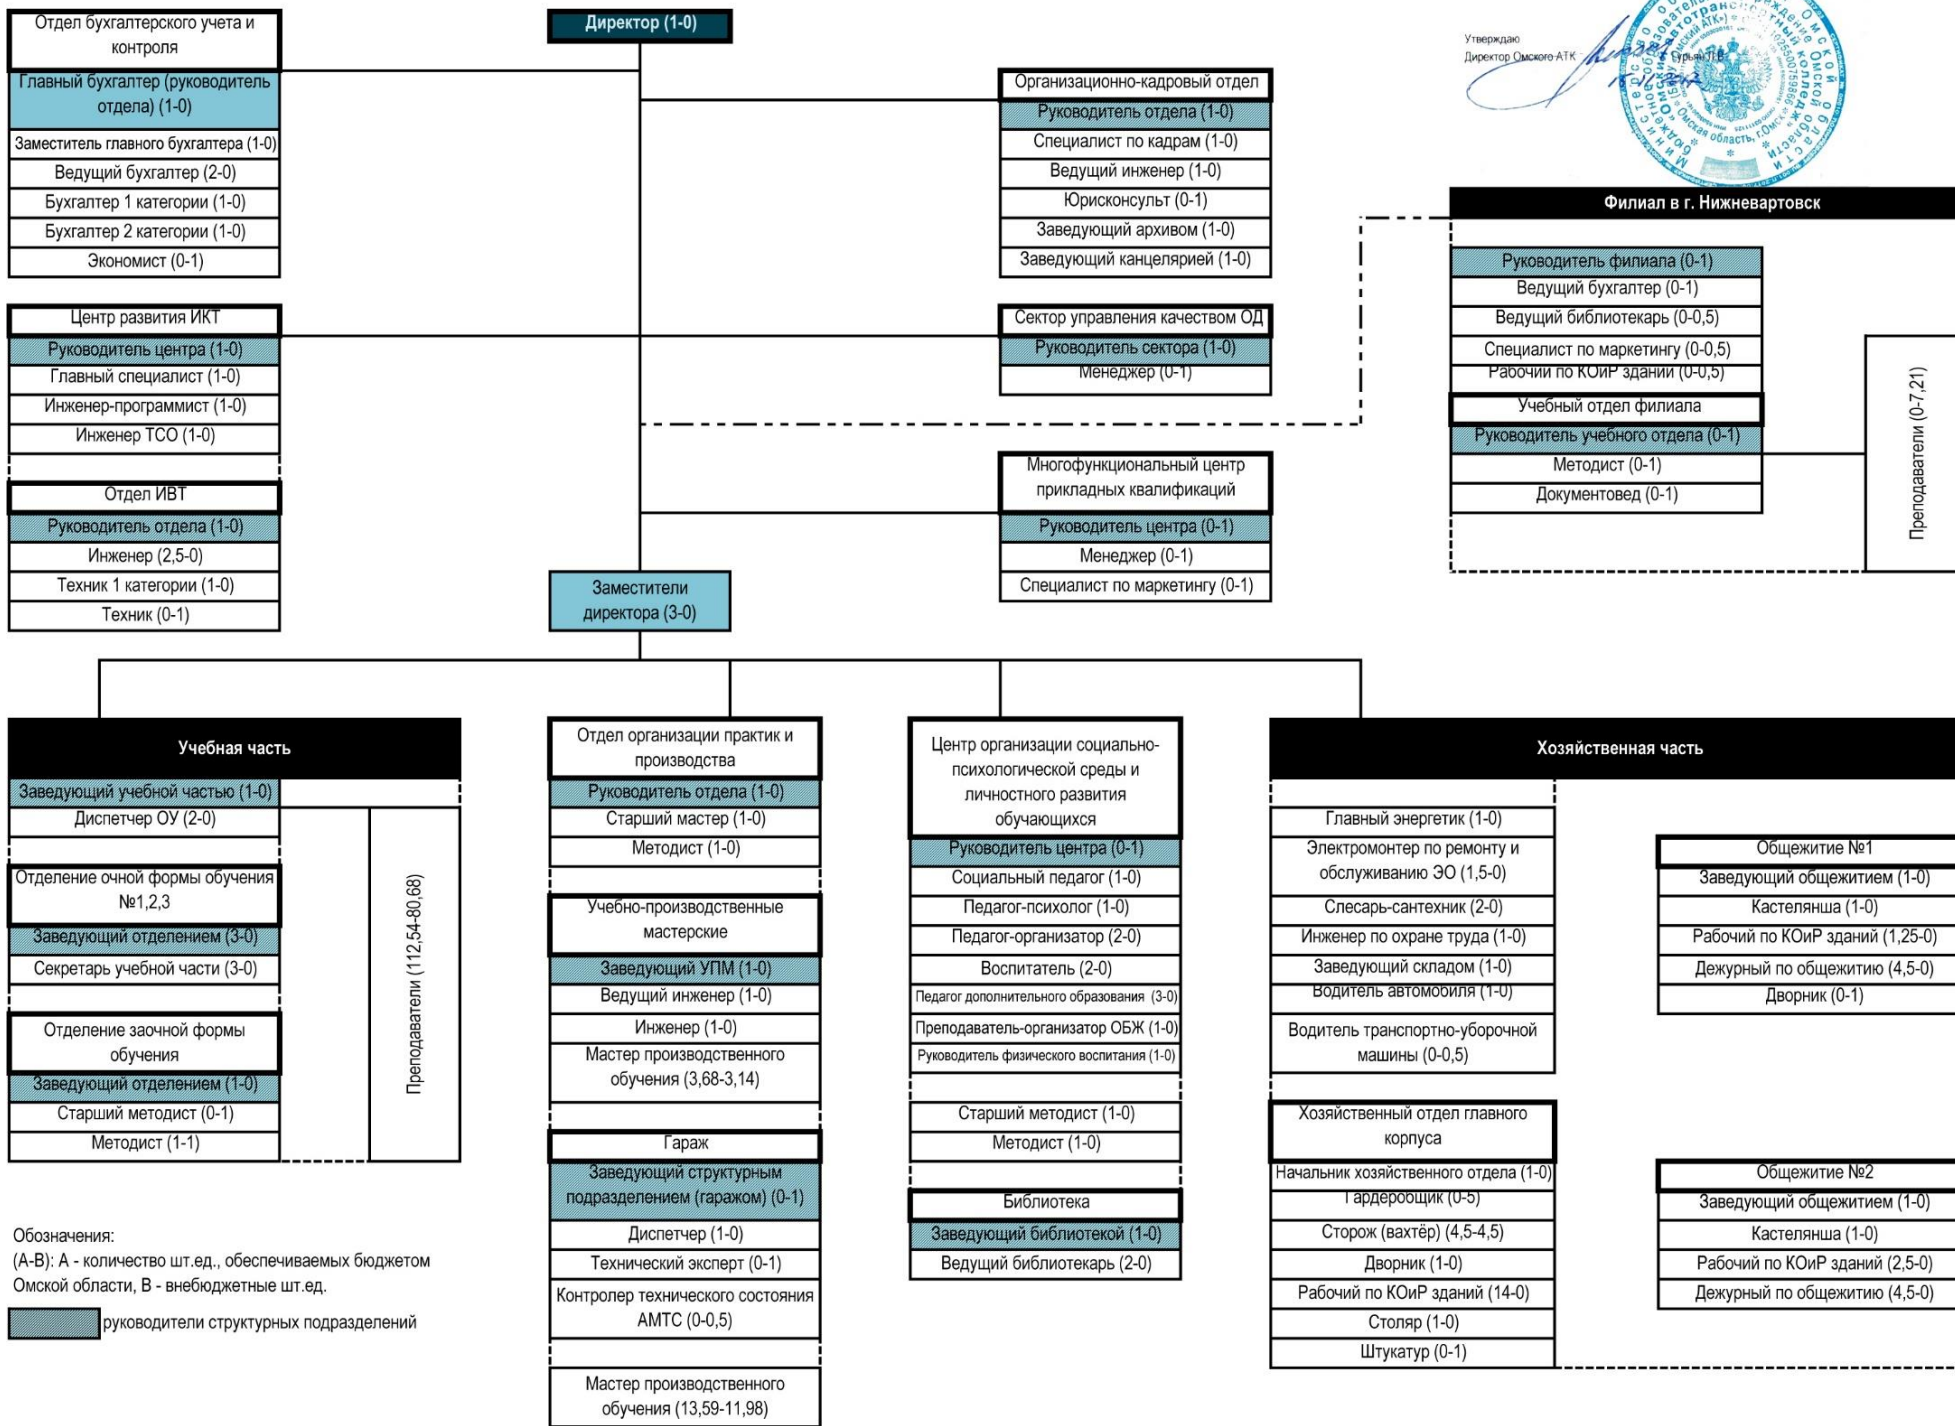 Отдел бухгалтерского учета и
контроля
Главный бухгалтер (руководитель
отдела) (1-0)
Заместитель главного бухгалтера (1-0)
Ведущий бухгалтер (2-0)
Бухгалтер 1 категории (1-0)
Бухгалтер 2 категории (1-0)
Экономист (0-1)
Центр развития ИКТ
Руководитель центра (1-0)
Главный специалист (1-0)
Инженер-программист (1-0)
Инженер ТСО (1-0)
Отдел ИВТ
Руководитель отдела (1-0)
Инженер (2,5-0)
Техник 1 категории (1-0)
Техник (0-1)
Директор (1-0)
Заместители
директора (3-0)
Организационно-кадровый отдел
Руководитель отдела (1-0)
Специалист по кадрам (1-0)
Ведущий инженер (1-0)
Юрисконсульт (0-1)
Заведующий архивом (1-0)
Заведующий канцелярией (1-0)
Сектор управления качеством ОД
Руководитель сектора (1-0)
Менеджер (0-1)
Многофункциональный центр
прикладных квалификаций
Руководитель центра (0-1)
Менеджер (0-1)
Специалист по маркетингу (0-1)
Утверждаю
Директор Омского АТК
Филиал в г. Нижневартовск
Руководитель филиала (0-1)
Ведущий бухгалтер (0-1)
Ведущий библиотекарь (0-0,5)
Специалист по маркетингу (0-0,5)
Рабочий по КОиР зданий (0-0,5)
Учебный отдел филиала
Руководитель учебного отдела (0-1)
Методист (0-1)
Документовед (0-1)
Преподаватели (0-7,21)
Учебная часть
Заведующий учебной частью (1-0)
Диспетчер ОУ (2-0)
Отделение очной формы обучения
№1,2,3
Заведующий отделением (3-0)
Секретарь учебной части (3-0)
Отделение заочной формы
обучения
Заведующий отделением (1-0)
Старший методист (0-1)
Методист (1-1)
Преподаватели (112,54-80,68)
Отдел организации практик и
производства
Руководитель отдела (1-0)
Старший мастер (1-0)
Методист (1-0)
Учебно-производственные
мастерские
Заведующий УПМ (1-0)
Ведущий инженер (1-0)
Инженер (1-0)
Мастер производственного
обучения (3,68-3,14)
Гараж
Заведующий структурным
подразделением (гаражом) (0-1)
Диспетчер (1-0)
Технический эксперт (0-1)
Контролер технического состояния
АМТС (0-0,5)
Мастер производственного
обучения (13,59-11,98)
Центр организации социально-
психологической среды и
личностного развития
обучающихся
Руководитель центра (0-1)
Социальный педагог (1-0)
Педагог-психолог (1-0)
Педагог-организатор (2-0)
Воспитатель (2-0)
Педагог дополнительного образования (3-0)
Преподаватель-организатор ОБЖ (1-0)
Руководитель физического воспитания (1-0)
Старший методист (1-0)
Методист (1-0)
Библиотека
Заведующий библиотекой (1-0)
Ведущий библиотекарь (2-0)
Хозяйственная часть
Главный энергетик (1-0)
Электромонтер по ремонту и
обслуживанию ЭО (1,5-0)
Слесарь-сантехник (2-0)
Инженер по охране труда (1-0)
Заведующий складом (1-0)
Водитель автомобиля (1-0)
Водитель транспортно-уборочной
машины (0-0,5)
Хозяйственный отдел главного
корпуса
Начальник хозяйственного отдела (1-0)
Гардеробщик (0-5)
Сторож (вахтёр) (4,5-4,5)
Дворник (1-0)
Рабочий по КОиР зданий (14-0)
Столяр (1-0)
Штукатур (0-1)
Общежитие №1
Заведующий общежитием (1-0)
Кастелянша (1-0)
Рабочий по КОиР зданий (1,25-0)
Дежурный по общежитию (4,5-0)
Дворник (0-1)
Общежитие №2
Заведующий общежитием (1-0)
Кастелянша (1-0)
Рабочий по КОиР зданий (2,5-0)
Дежурный по общежитию (4,5-0)
Обозначения:
(А-В): А - количество шт.ед., обеспечиваемых бюджетом
Омской области, В - внебюджетные шт.ед.
руководители структурных подразделений